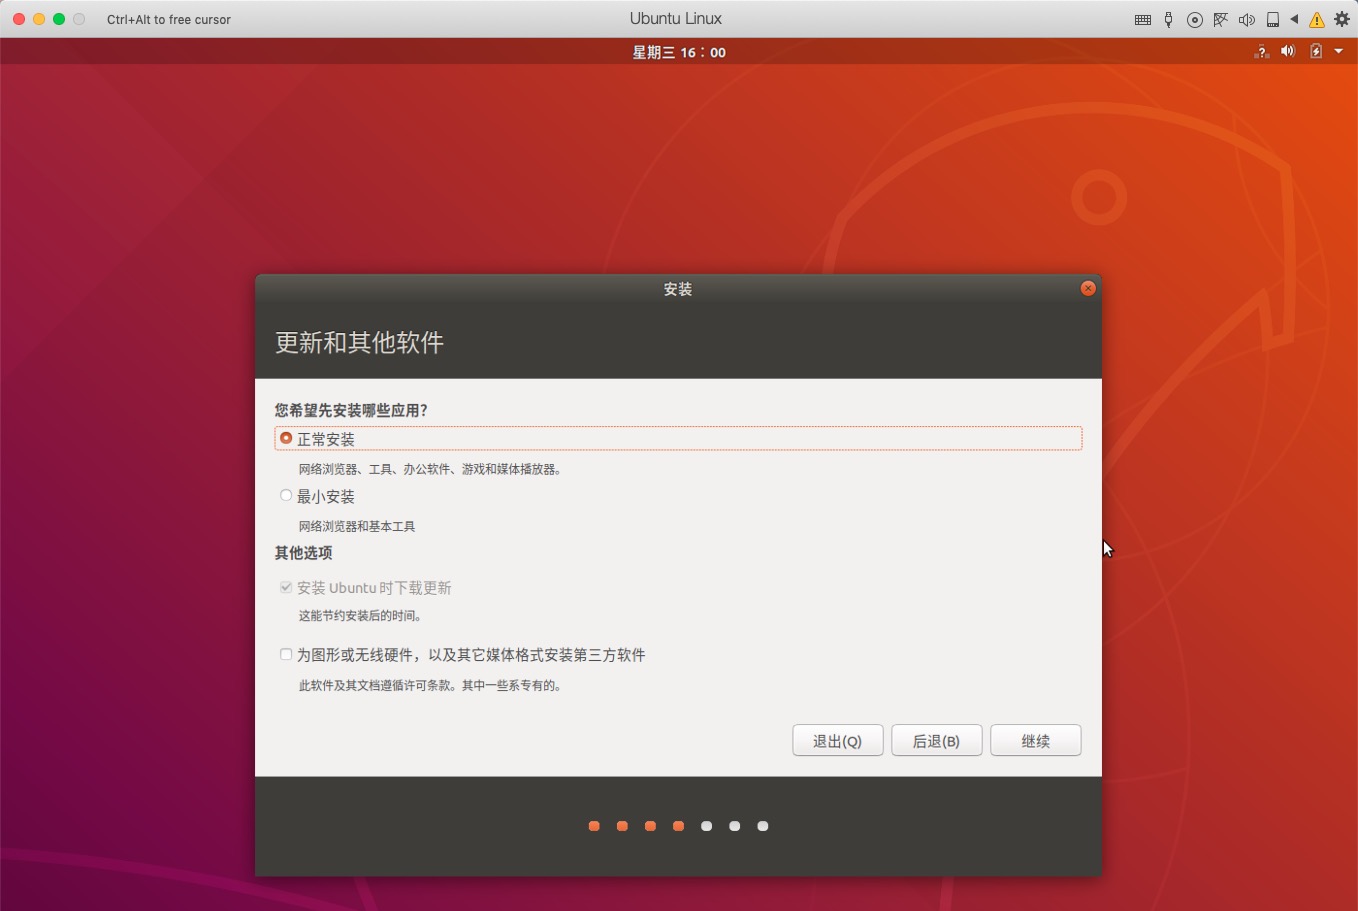 Ctrl+Alt to free cursor
Ubuntu Linux
星期三 16：00
安装
更新和其他软件
您希望先安装哪些应用？
正常安装
网络浏览器、工具、办公软件、游戏和媒体播放器。
最小安装
网络浏览器和基本工具
其他选项
安装 Ubuntu 时下载更新
这能节约安装后的时间。
为图形或无线硬件，以及其它媒体格式安装第三方软件
此软件及其文档遵循许可条款。其中一些系专有的。
退出(Q)
后退(B)
继续